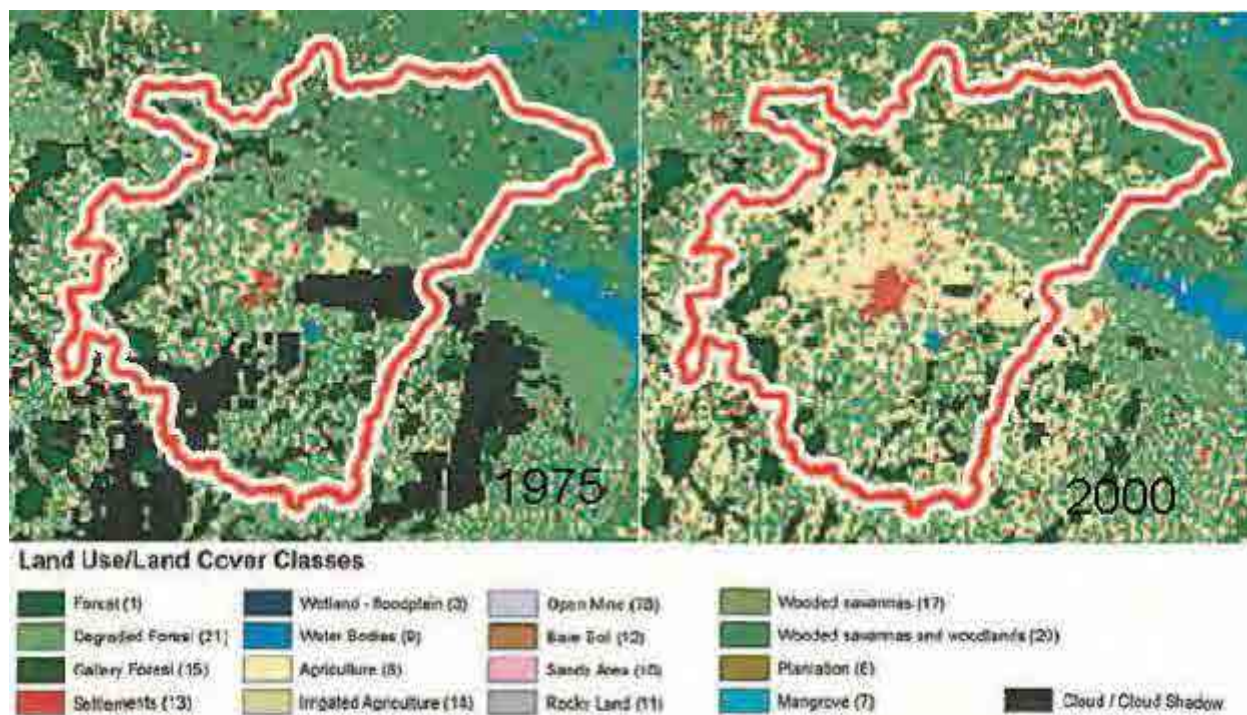 1975
2000
Land Use/Land Cover Classes
Forest (1)
Degraded Forest (21)
Gallery Forest (15)
Settlements (13)
Wetland - floodplain (3)
Water Bodies (9)
Agriculture (8)
Irrigated Agriculture (14)
Open Mine
Bare Soil (12)
Sandy Area (10)
Rocky Land (11)
Wooded savannas (17)
Wooded savannas and woodlands (20)
Plantation (6)
Mangrove (7)
Cloud / Cloud Shadow